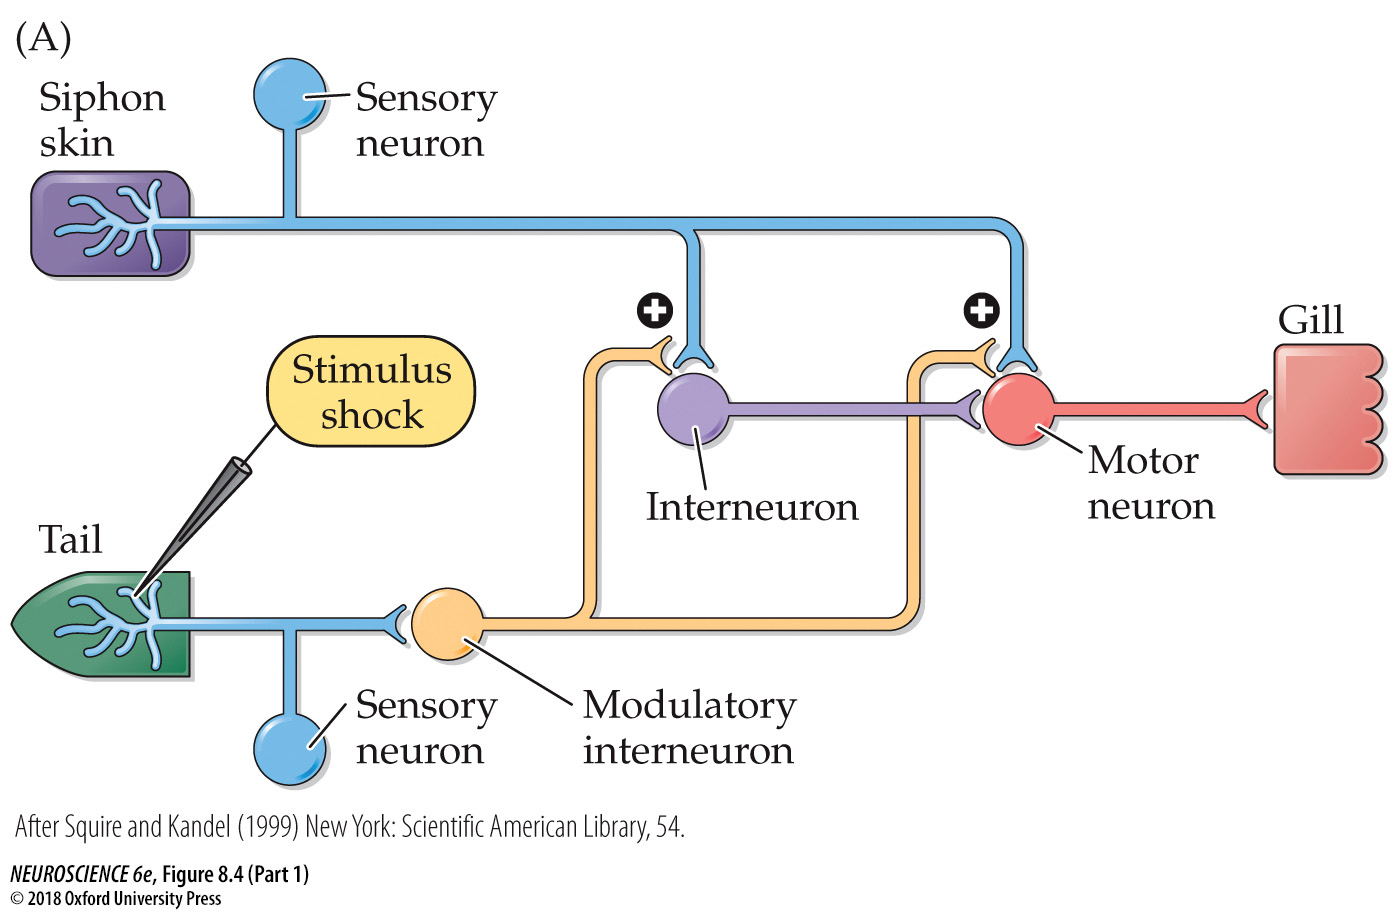 (A)
Siphon
skin
Sensory
neuron
Gill
Stimulus
shock
Motor
neuron
Interneuron
Tail
Sensory
neuron
Modulatory
interneuron
After Squire and Kandel (1999) New York: Scientific American Library, 54.
NEUROSCIENCE 6e, Figure 8.4 (Part 1)
© 2018 Oxford University Press